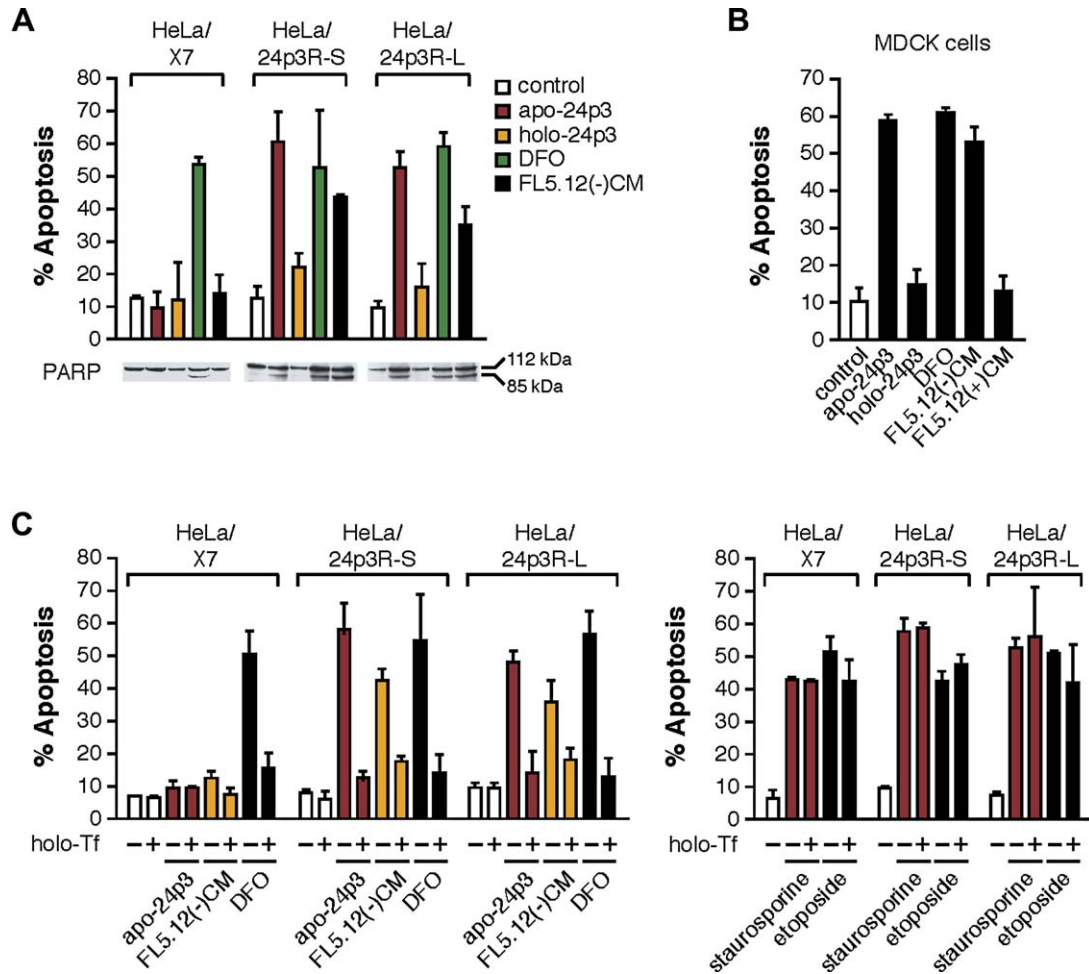 A
HeLa/ X7
HeLa/ 24p3R-S
HeLa/ 24p3R-L
control
apo-24p3
holo-24p3
DFO
FL5.12(-)CM
% Apoptosis
80
70
60
50
40
30
20
10
0
PARP
112 kDa
85 kDa
B
MDCK cells
% Apoptosis
70
60
50
40
30
20
10
0
control
apo-24p3
holo-24p3
DFO
FL5.12(-)CM
FL5.12(+)CM
C
HeLa/ X7
HeLa/ 24p3R-S
HeLa/ 24p3R-L
% Apoptosis
80
70
60
50
40
30
20
10
0
holo-Tf
− + − + − + − +
− + − + − + − +
− + − + − + − +
apo-24p3
FL5.12(-)CM
DFO
apo-24p3
FL5.12(-)CM
DFO
apo-24p3
FL5.12(-)CM
DFO
HeLa/ X7
HeLa/ 24p3R-S
HeLa/ 24p3R-L
% Apoptosis
80
70
60
50
40
30
20
10
0
holo-Tf
− − + − +
− − + − +
− − + − +
staurosporine
etoposide
staurosporine
etoposide
staurosporine
etoposide